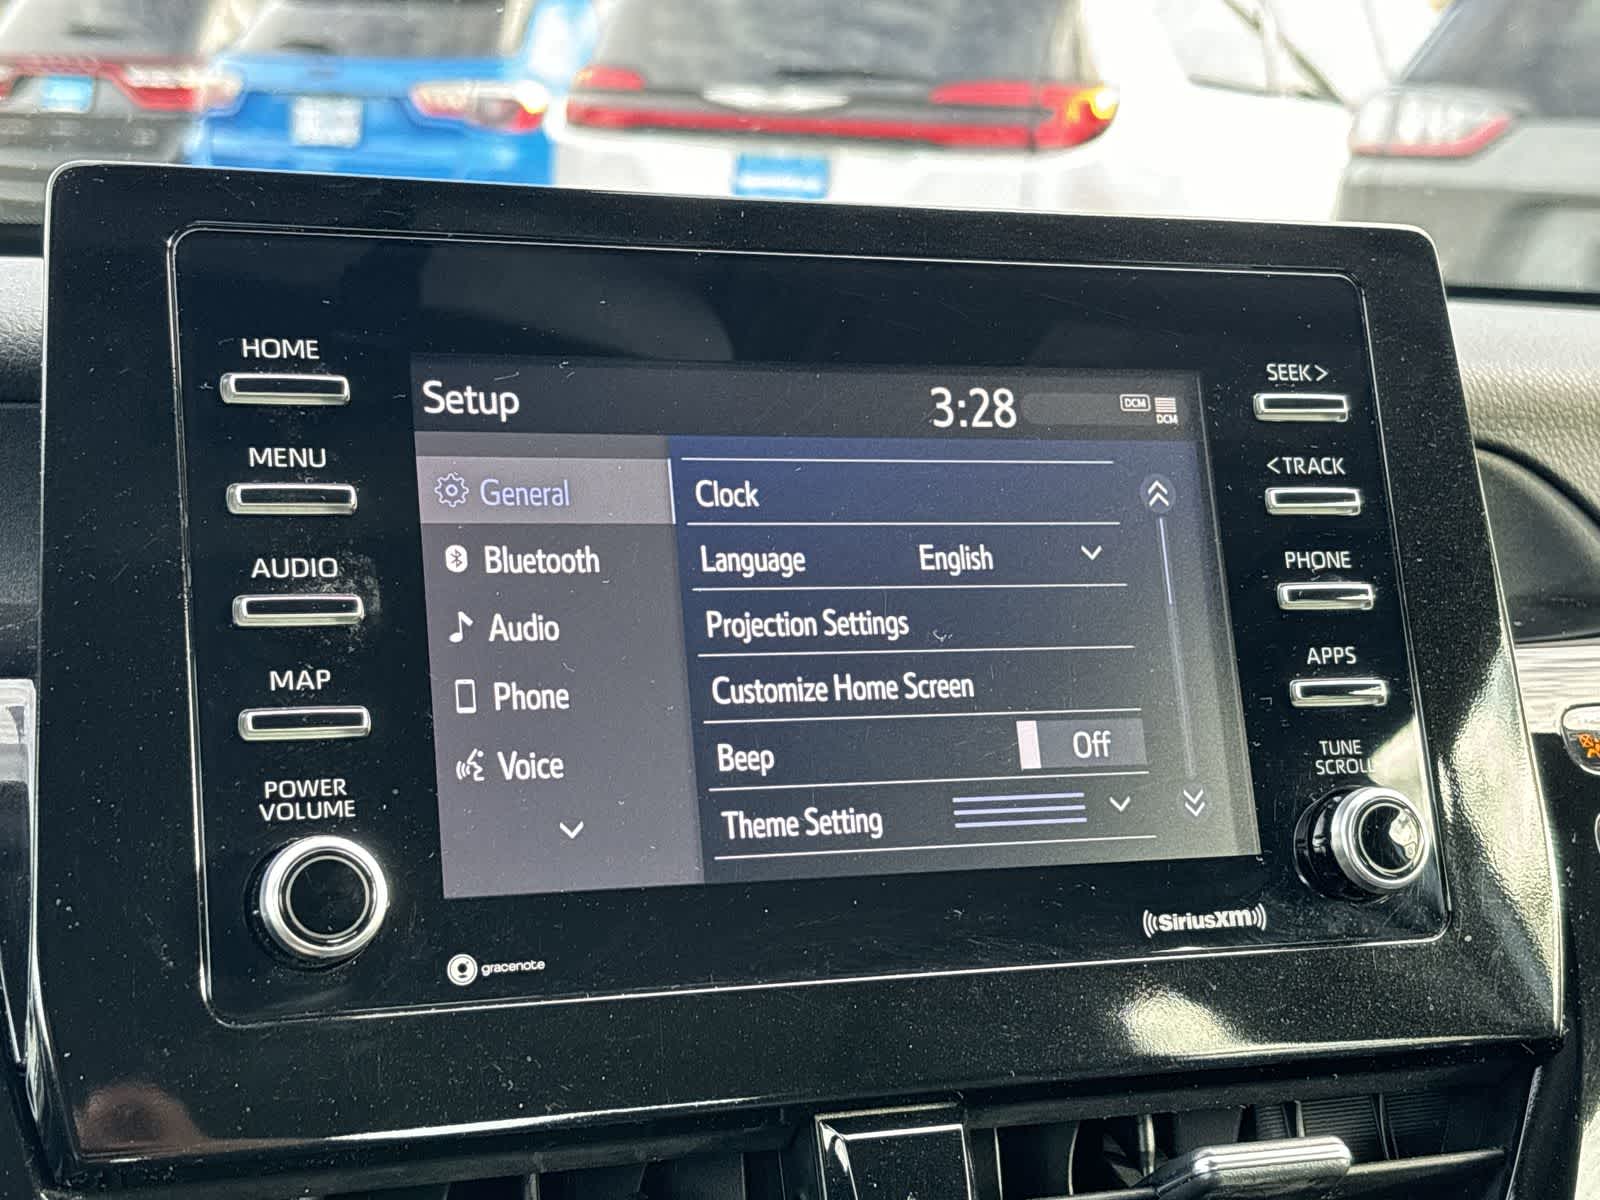 HOME
MENU
AUDIO
MAP
POWER
VOLUME
Setup
3:28
DCM
DCM
General
Bluetooth
Audio
Phone
Voice
Clock
Language English
Projection Settings
Customize Home Screen
Beep Off
Theme Setting
SEEK>
<TRACK
PHONE
APPS
TUNE
SCROLL
gracenote
((SiriusXM))